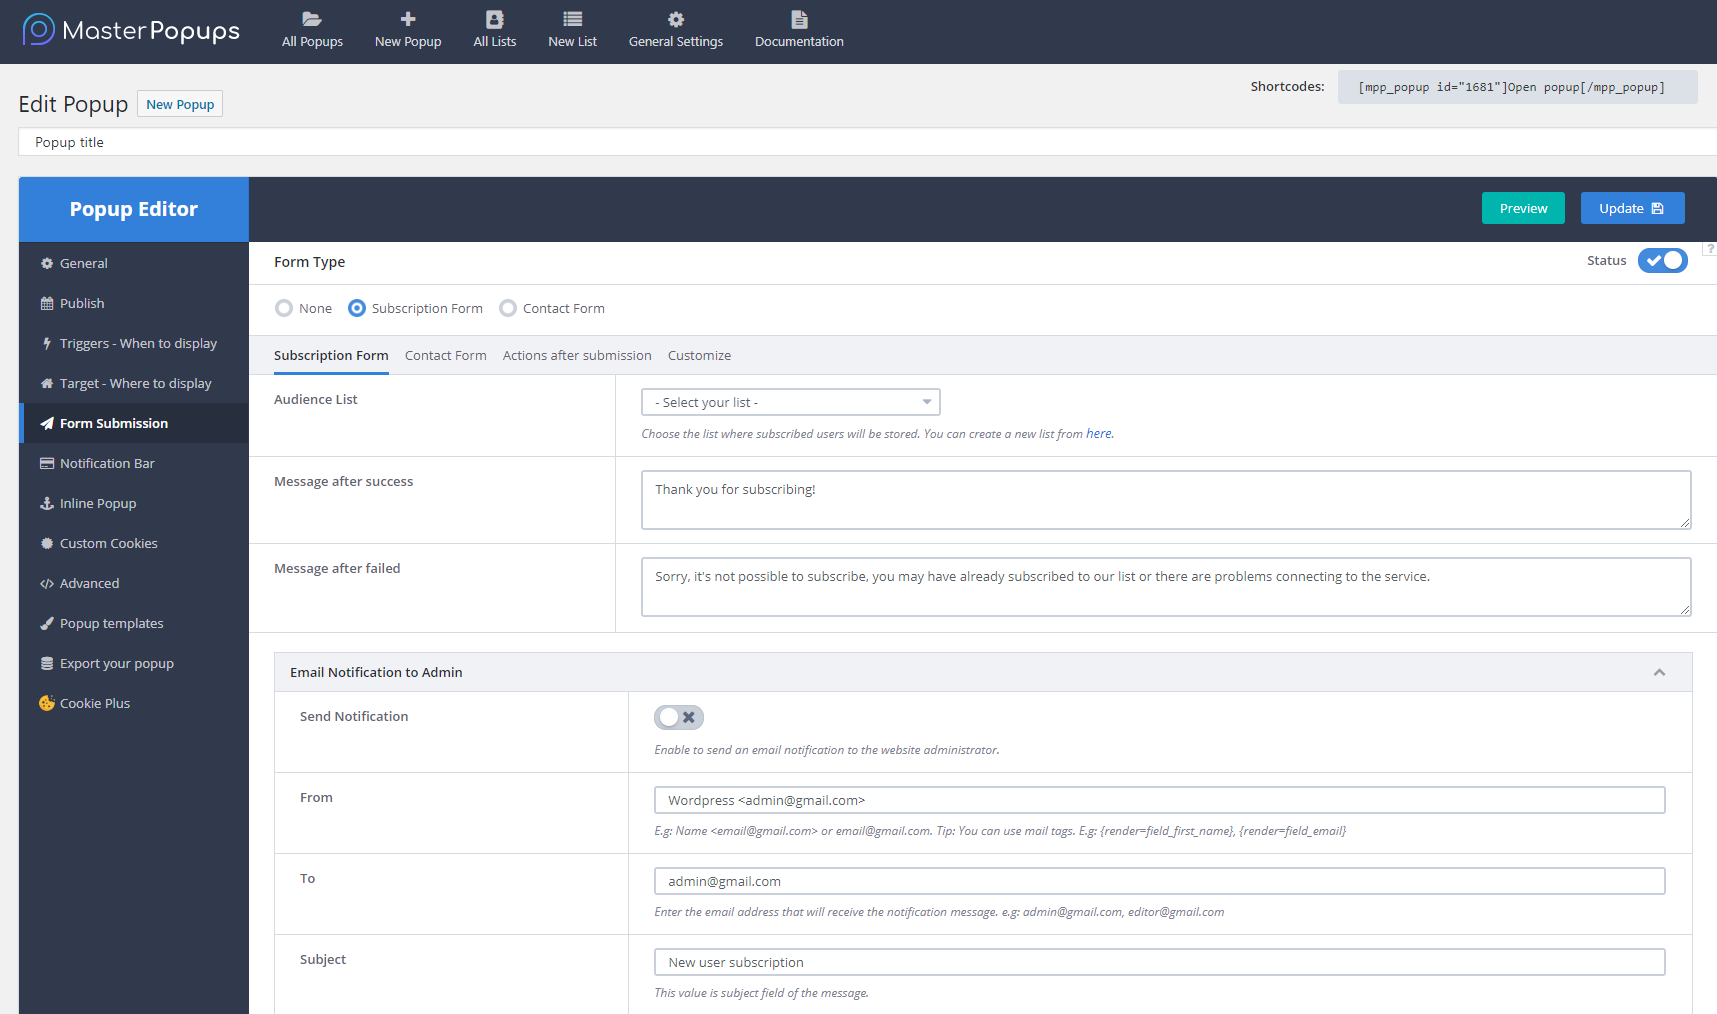 MasterPopups
All Popups
New Popup
All Lists
New List
General Settings
Documentation
Shortcodes:
[mpp_popup id="1681"]Open popup[/mpp_popup]
Edit Popup
New Popup
Popup title
Popup Editor
Preview
Update
General
Publish
Triggers - When to display
Target - Where to display
Form Submission
Notification Bar
Inline Popup
Custom Cookies
Advanced
Popup templates
Export your popup
Cookie Plus
Form Type
Status
?
None
Subscription Form
Contact Form
Subscription Form
Contact Form
Actions after submission
Customize
Audience List
- Select your list -
Choose the list where subscribed users will be stored. You can create a new list from here.
Message after success
Thank you for subscribing!
Message after failed
Sorry, it's not possible to subscribe, you may have already subscribed to our list or there are problems connecting to the service.
Email Notification to Admin
Send Notification
Enable to send an email notification to the website administrator.
From
Wordpress <admin@gmail.com>
E.g: Name <email@gmail.com> or email@gmail.com. Tip: You can use mail tags. E.g: {render=field_first_name}, {render=field_email}
To
admin@gmail.com
Enter the email address that will receive the notification message. e.g: admin@gmail.com, editor@gmail.com
Subject
New user subscription
This value is subject field of the message.